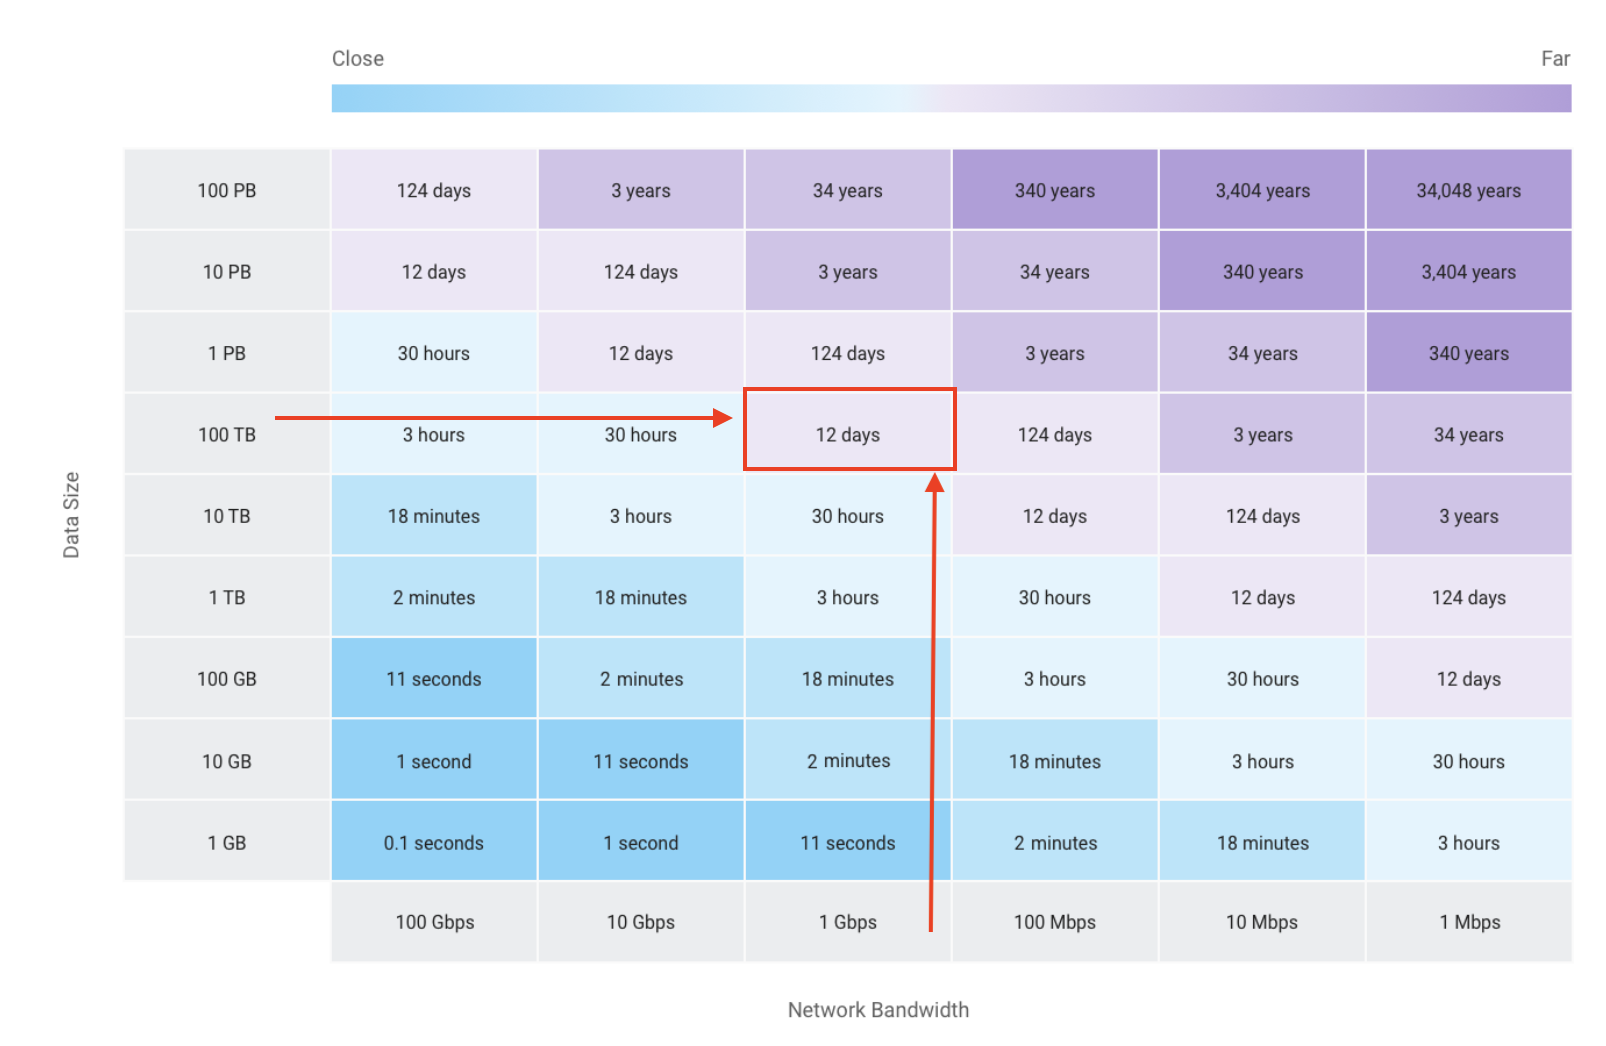 Close Far
100 PB 124 days 3 years 34 years 340 years 3,404 years 34,048 years
10 PB 12 days 124 days 3 years 34 years 340 years 3,404 years
1 PB 30 hours 12 days 124 days 3 years 34 years 340 years
100 TB 3 hours 30 hours 12 days 124 days 3 years 34 years
Data Size
10 TB 18 minutes 3 hours 30 hours 12 days 124 days 3 years
1 TB 2 minutes 18 minutes 3 hours 30 hours 12 days 124 days
100 GB 11 seconds 2 minutes 18 minutes 3 hours 30 hours 12 days
10 GB 1 second 11 seconds 2 minutes 18 minutes 3 hours 30 hours
1 GB 0.1 seconds 1 second 11 seconds 2 minutes 18 minutes 3 hours
100 Gbps 10 Gbps 1 Gbps 100 Mbps 10 Mbps 1 Mbps
Network Bandwidth